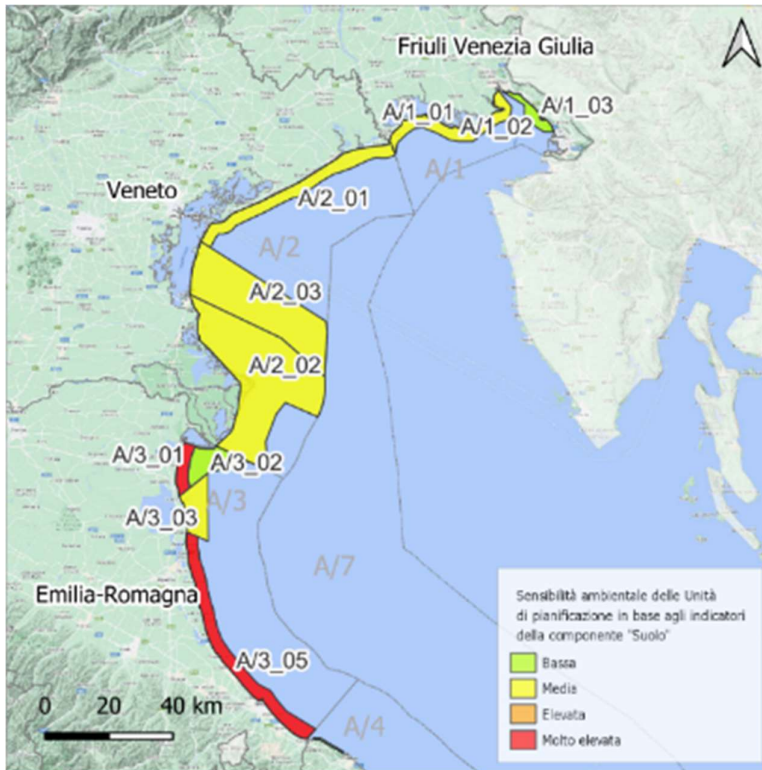 Friuli Venezia Giulia
A/1_03
A/1_01
A/1_02
A/1
Veneto
A/2_01
A/2
A/2_03
A/2_02
A/3_01
A/3_02
A/3
A/3_03
A/7
Emilia-Romagna
A/3_05
A/4
0 20 40 km
Sensibilità ambientale delle Unità
di pianificazione in base agli indicatori
della componente "Suolo"
Bassa
Media
Elevata
Molto elevata